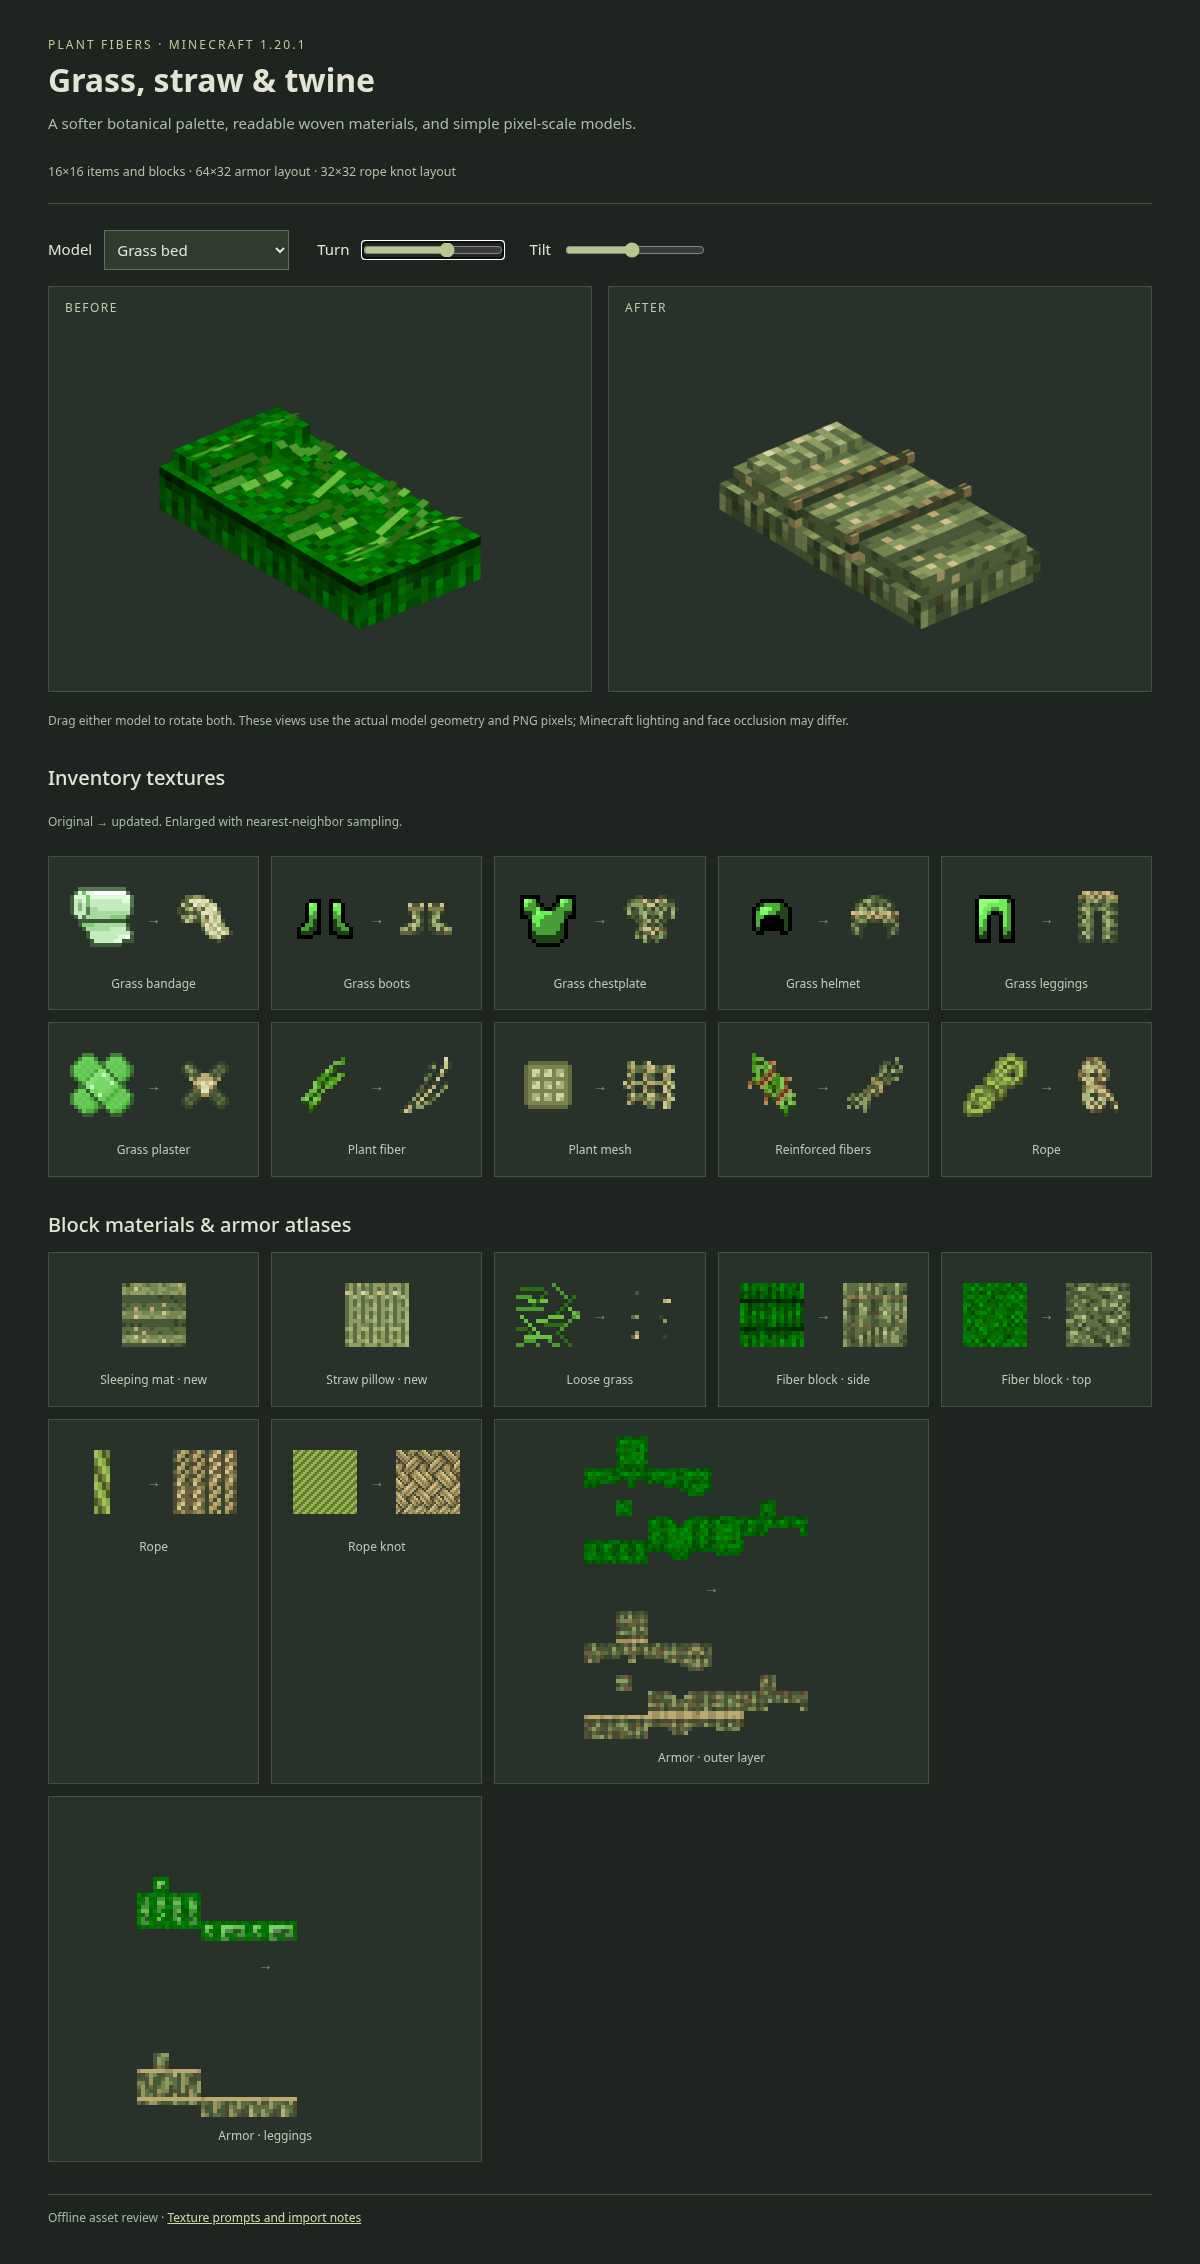 PLANT FIBERS · MINECRAFT 1.20.1
Grass, straw & twine
A softer botanical palette, readable woven materials, and simple pixel-scale models.
16×16 items and blocks · 64×32 armor layout · 32×32 rope knot layout
Model Grass bed Turn Tilt
BEFORE AFTER
Drag either model to rotate both. These views use the actual model geometry and PNG pixels; Minecraft lighting and face occlusion may differ.
Inventory textures
Original → updated. Enlarged with nearest-neighbor sampling.
→ → → → →
Grass bandage Grass boots Grass chestplate Grass helmet Grass leggings
→ → → → →
Grass plaster Plant fiber Plant mesh Reinforced fibers Rope
Block materials & armor atlases
→ → →
Sleeping mat · new Straw pillow · new Loose grass Fiber block · side Fiber block · top
→ →
Rope Rope knot
→
Armor · outer layer
→
Armor · leggings
Offline asset review · Texture prompts and import notes